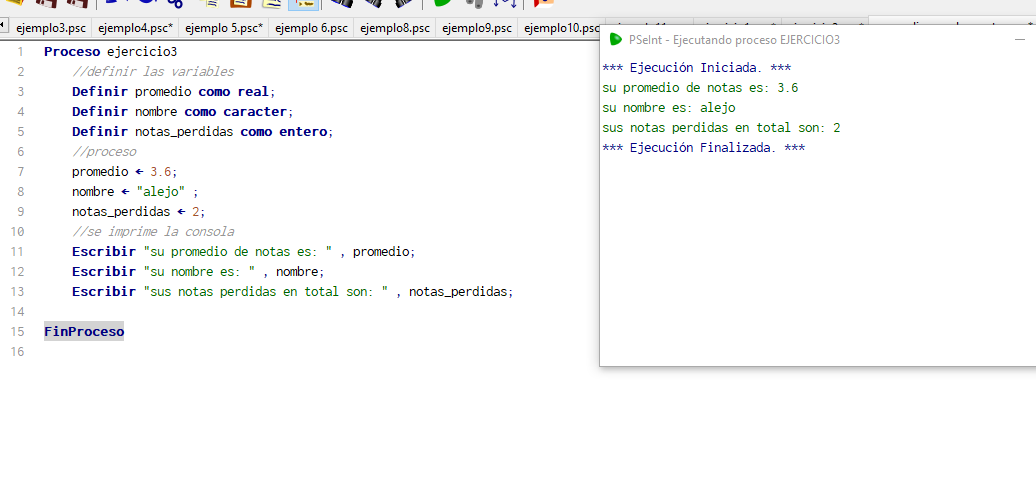 ejemplo3.psc ejemplo4.psc* ejemplo 5.psc* ejemplo 6.psc ejemplo8.psc ejemplo9.psc ejemplo10.psc
1 Proceso ejercicio3
2 //definir las variables
3 Definir promedio como real;
4 Definir nombre como caracter;
5 Definir notas_perdidas como entero;
6 //proceso
7 promedio ← 3.6;
8 nombre ← "alejo" ;
9 notas_perdidas ← 2;
10 //se imprime la consola
11 Escribir "su promedio de notas es: " , promedio;
12 Escribir "su nombre es: " , nombre;
13 Escribir "sus notas perdidas en total son: " , notas_perdidas;
14
15 FinProceso
16
PSeInt - Ejecutando proceso EJERCICIO3
*** Ejecución Iniciada. ***
su promedio de notas es: 3.6
su nombre es: alejo
sus notas perdidas en total son: 2
*** Ejecución Finalizada. ***